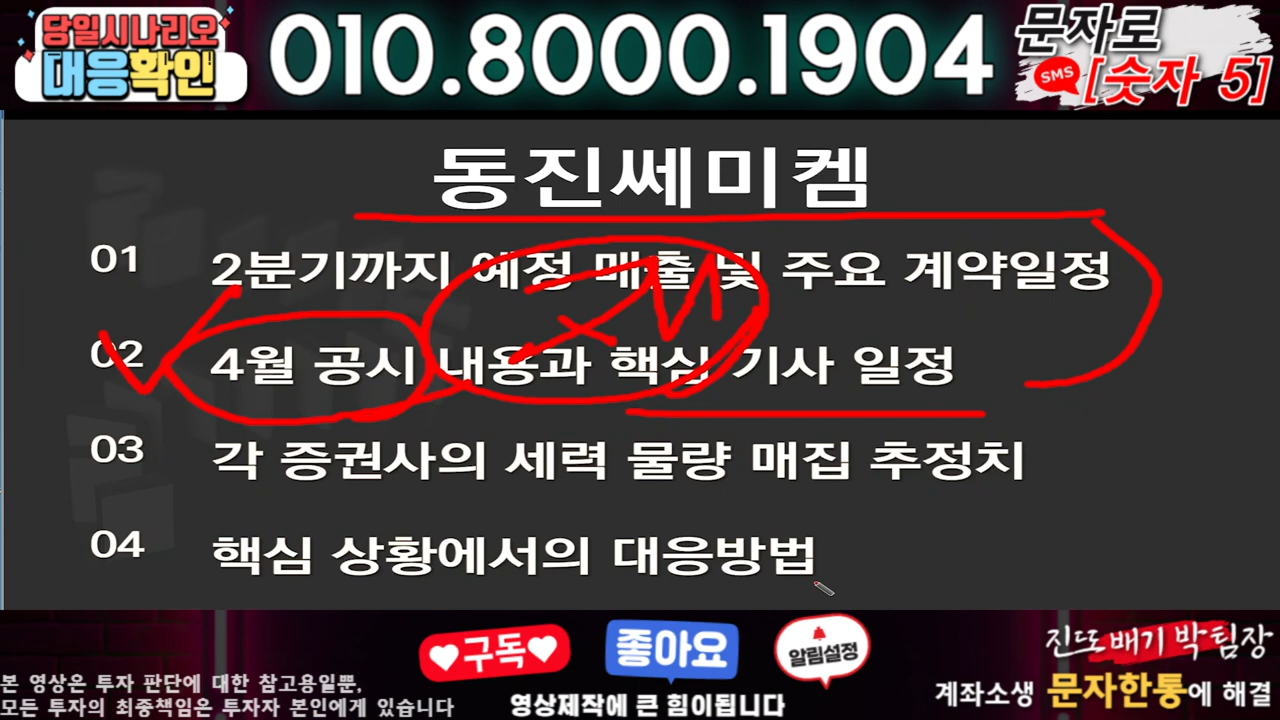 당일시나리오
대응확인
010.8000.1904
문자로
SMS [숫자 5]
동진쎄미켐
01 2분기까지 예정 매출 및 주요 계약일정
02 4월 공시 내용과 핵심 기사 일정
03 각 증권사의 세력 물량 매집 추정치
04 핵심 상황에서의 대응방법
구독
좋아요
알림설정
영상제작에 큰 힘이됩니다
본 영상은 투자 판단에 대한 참고용일뿐,
모든 투자의 최종책임은 투자자 본인에게 있습니다
진또배기 박팀장
계좌소생 문자한통에 해결